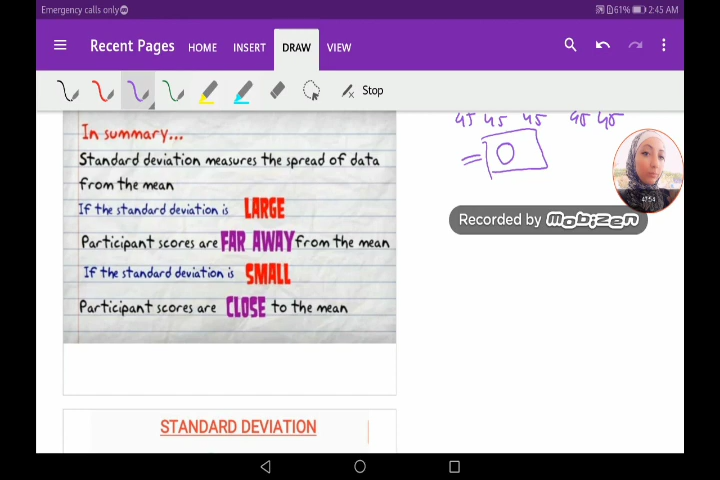 Emergency calls only
61% 2:45 AM
Recent Pages HOME INSERT DRAW VIEW
Stop
45 45 45 45 45
= 0
47:54
Recorded by mobizen
In summary...
Standard deviation measures the spread of data
from the mean
If the standard deviation is LARGE
Participant scores are FAR AWAY from the mean
If the standard deviation is SMALL
Participant scores are CLOSE to the mean
STANDARD DEVIATION